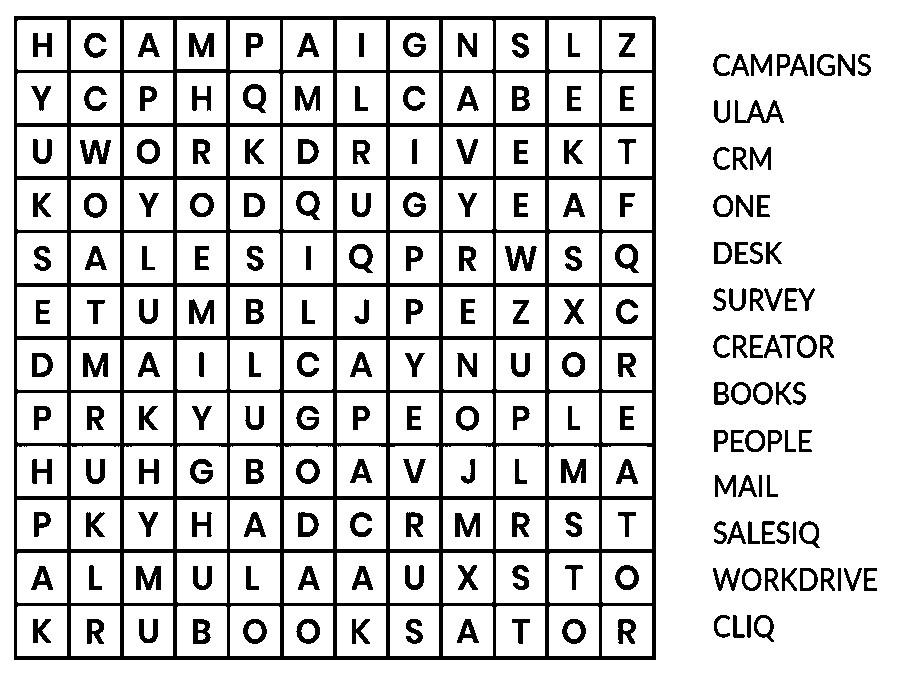 H C A M P A I G N S L Z
Y C P H Q M L C A B E E
U W O R K D R I V E K T
K O Y O D Q U G Y E A F
S A L E S I Q P R W S Q
E T U M B L J P E Z X C
D M A I L C A Y N U O R
P R K Y U G P E O P L E
H U H G B O A V J L M A
P K Y H A D C R M R S T
A L M U L A A U X S T O
K R U B O O K S A T O R
CAMPAIGNS
ULAA
CRM
ONE
DESK
SURVEY
CREATOR
BOOKS
PEOPLE
MAIL
SALESIQ
WORKDRIVE
CLIQ